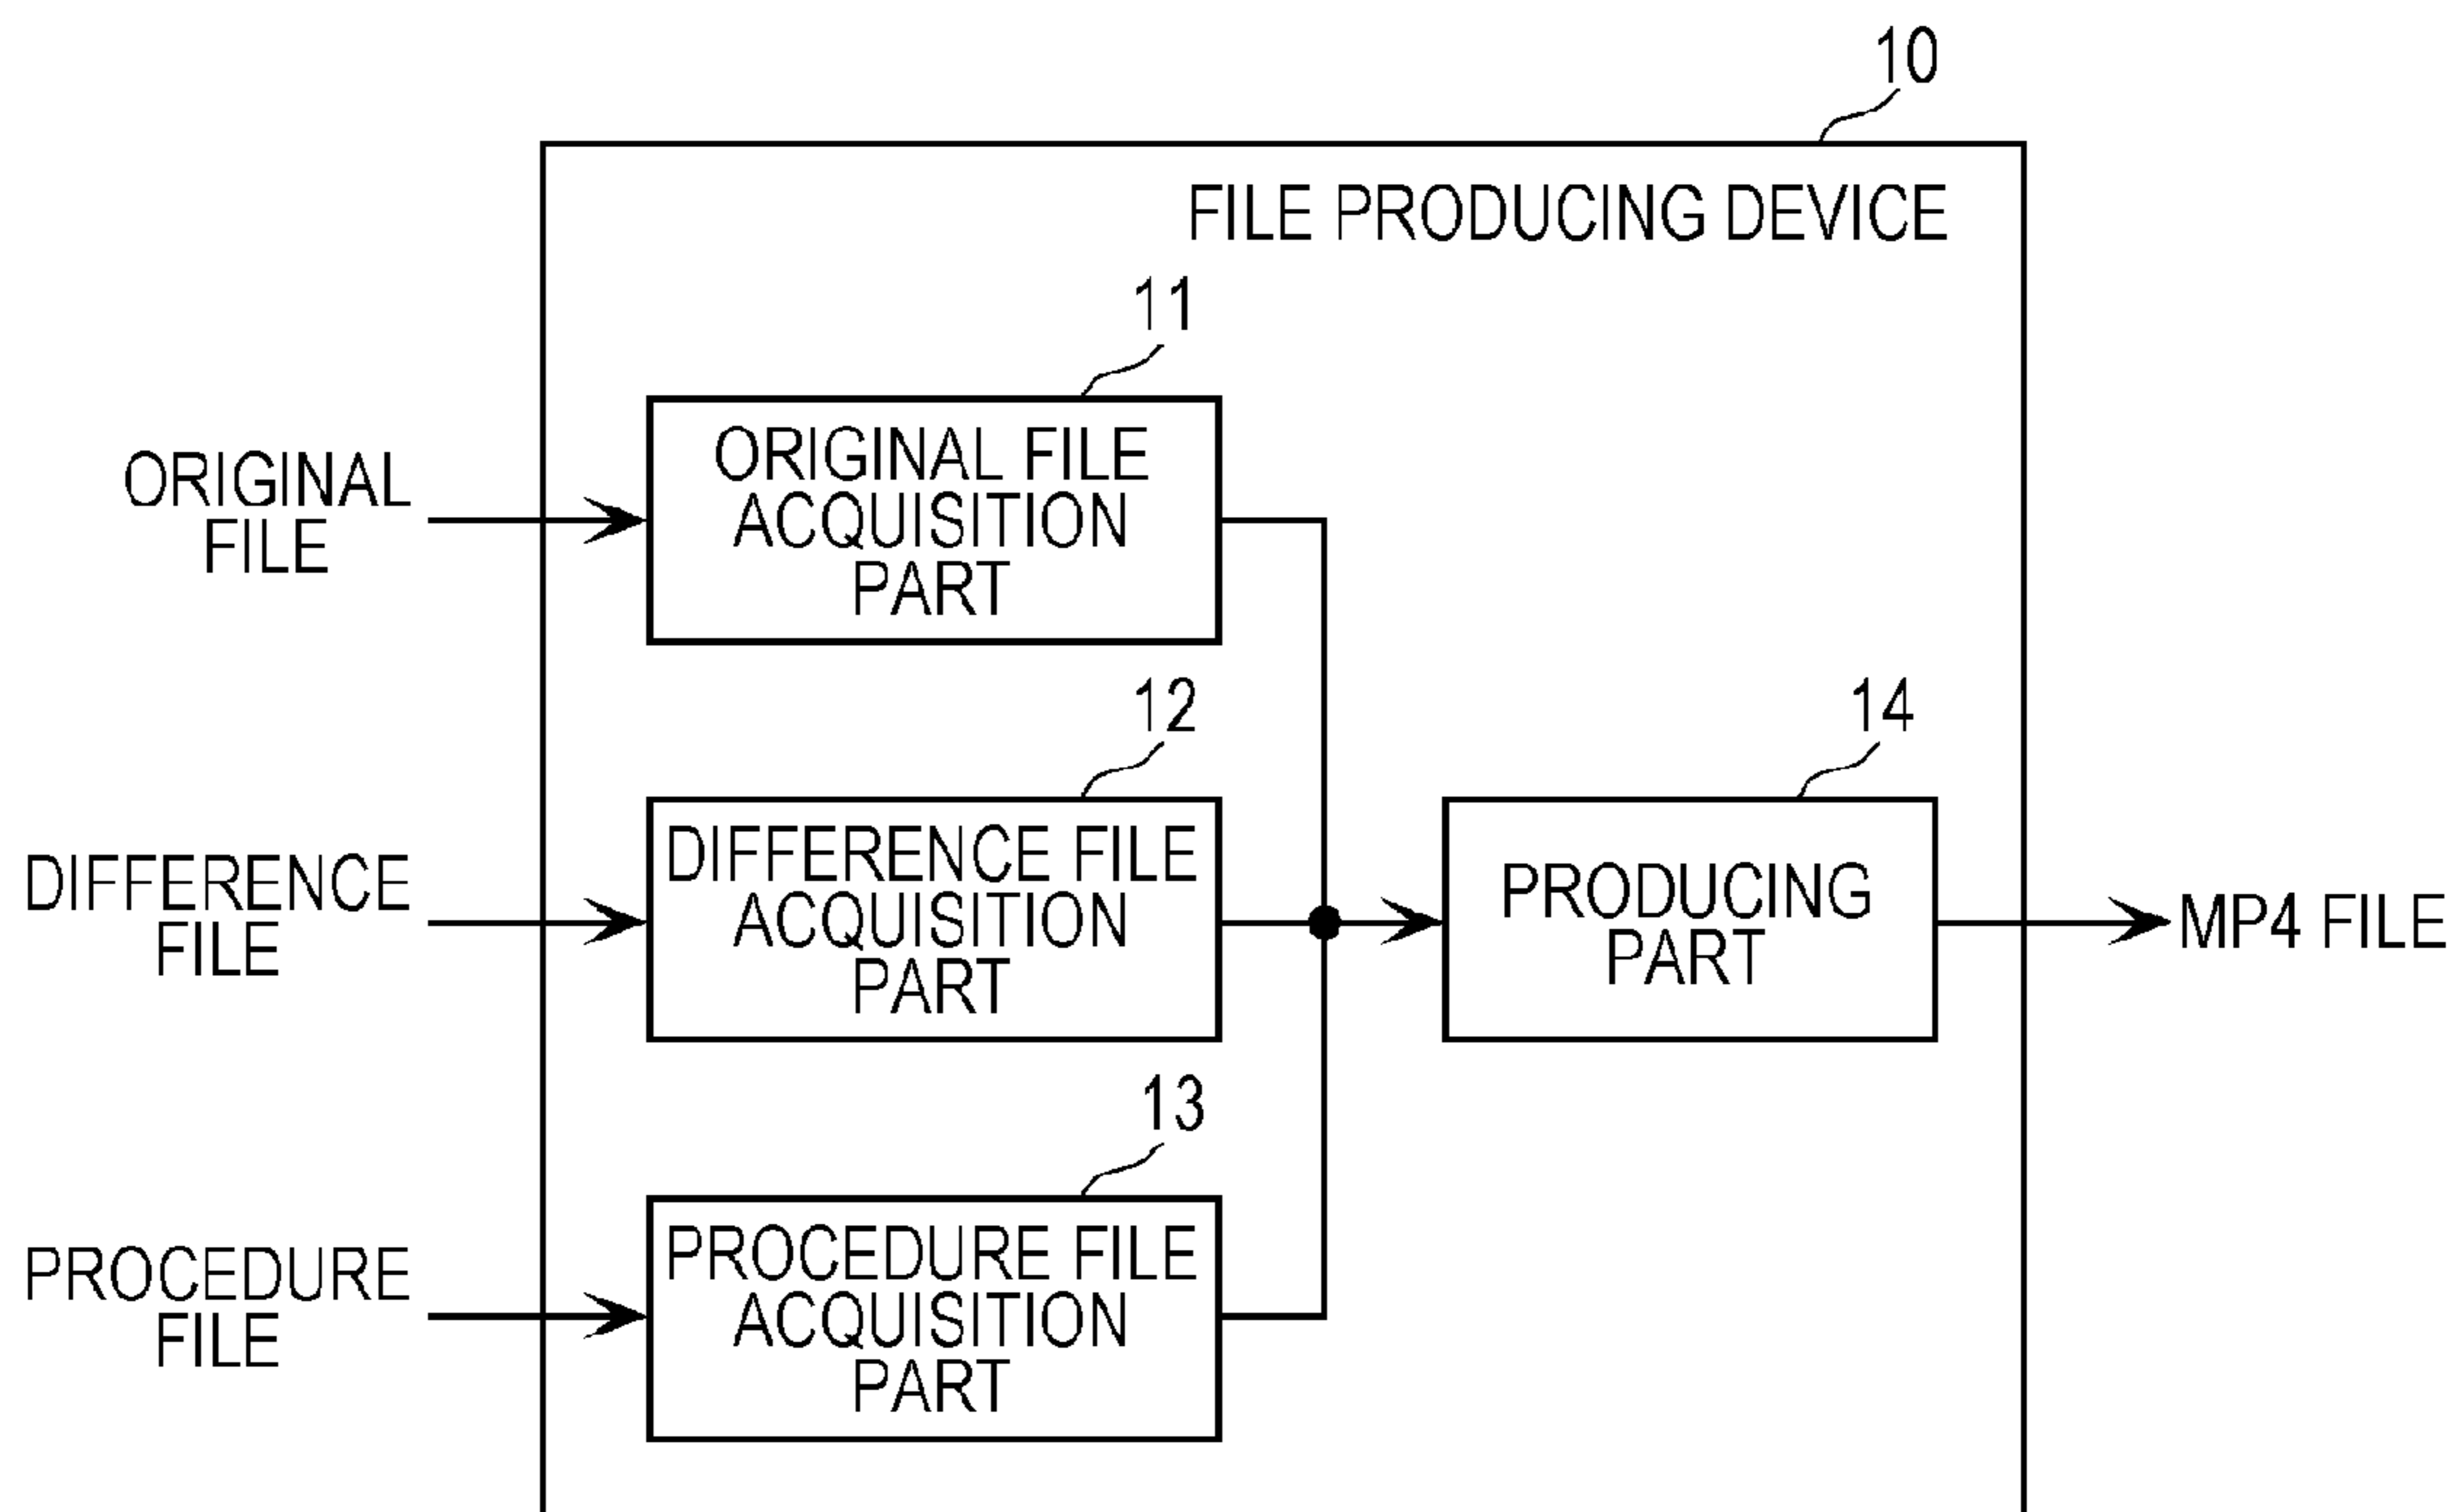 10
FILE PRODUCING DEVICE
11
ORIGINAL
FILE
ORIGINAL FILE
ACQUISITION
PART
12
14
DIFFERENCE
FILE
DIFFERENCE FILE
ACQUISITION
PART
PRODUCING
PART
MP4 FILE
13
PROCEDURE
FILE
PROCEDURE FILE
ACQUISITION
PART